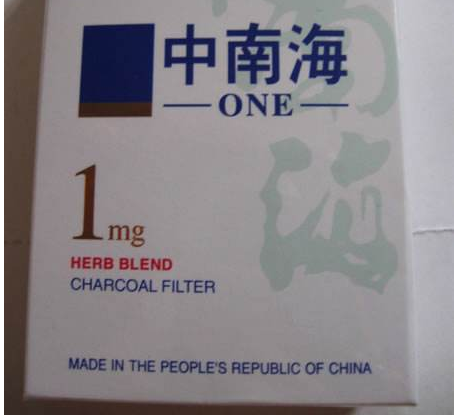 中南海
ONE
1mg
HERB BLEND
CHARCOAL FILTER
MADE IN THE PEOPLE'S REPUBLIC OF CHINA